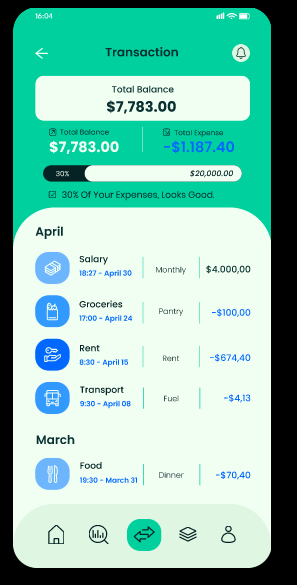 16:04
Transaction
Total Balance
$7,783.00
Total Balance
Total Expense
$7,783.00
-$1.187.40
30%
$20,000.00
30% Of Your Expenses, Looks Good.
April
Salary
18:27 - April 30
Monthly
$4.000,00
Groceries
17:00 - April 24
Pantry
-$100,00
Rent
8:30 - April 15
Rent
-$674,40
Transport
9:30 - April 08
Fuel
-$4,13
March
Food
19:30 - March 31
Dinner
-$70,40